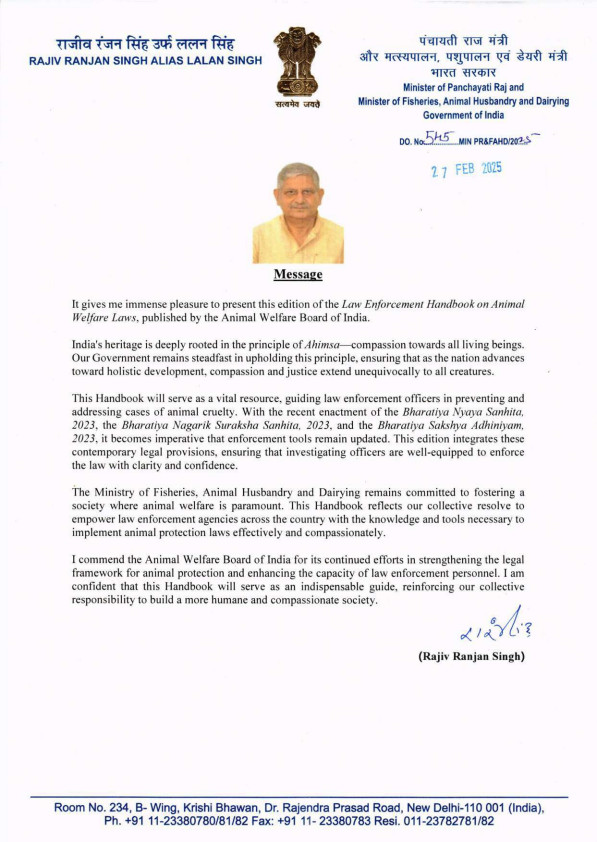 राजीव रंजन सिंह उर्फ ललन सिंह
RAJIV RANJAN SINGH ALIAS LALAN SINGH
सत्यमेव जयते
पंचायती राज मंत्री
और मत्स्यपालन, पशुपालन एवं डेयरी मंत्री
भारत सरकार
Minister of Panchayati Raj and
Minister of Fisheries, Animal Husbandry and Dairying
Government of India
DO. No. 545 MIN PR&FAHD/2025
27 FEB 2025
Message
It gives me immense pleasure to present this edition of the Law Enforcement Handbook on Animal
Welfare Laws, published by the Animal Welfare Board of India.
India's heritage is deeply rooted in the principle of Ahimsa—compassion towards all living beings.
Our Government remains steadfast in upholding this principle, ensuring that as the nation advances
toward holistic development, compassion and justice extend unequivocally to all creatures.
This Handbook will serve as a vital resource, guiding law enforcement officers in preventing and
addressing cases of animal cruelty. With the recent enactment of the Bharatiya Nyaya Sanhita,
2023, the Bharatiya Nagarik Suraksha Sanhita, 2023, and the Bharatiya Sakshya Adhiniyam,
2023, it becomes imperative that enforcement tools remain updated. This edition integrates these
contemporary legal provisions, ensuring that investigating officers are well-equipped to enforce
the law with clarity and confidence.
The Ministry of Fisheries, Animal Husbandry and Dairying remains committed to fostering a
society where animal welfare is paramount. This Handbook reflects our collective resolve to
empower law enforcement agencies across the country with the knowledge and tools necessary to
implement animal protection laws effectively and compassionately.
I commend the Animal Welfare Board of India for its continued efforts in strengthening the legal
framework for animal protection and enhancing the capacity of law enforcement personnel. I am
confident that this Handbook will serve as an indispensable guide, reinforcing our collective
responsibility to build a more humane and compassionate society.
(Rajiv Ranjan Singh)
Room No. 234, B- Wing, Krishi Bhawan, Dr. Rajendra Prasad Road, New Delhi-110 001 (India),
Ph. +91 11-23380780/81/82 Fax: +91 11- 23380783 Resi. 011-23782781/82